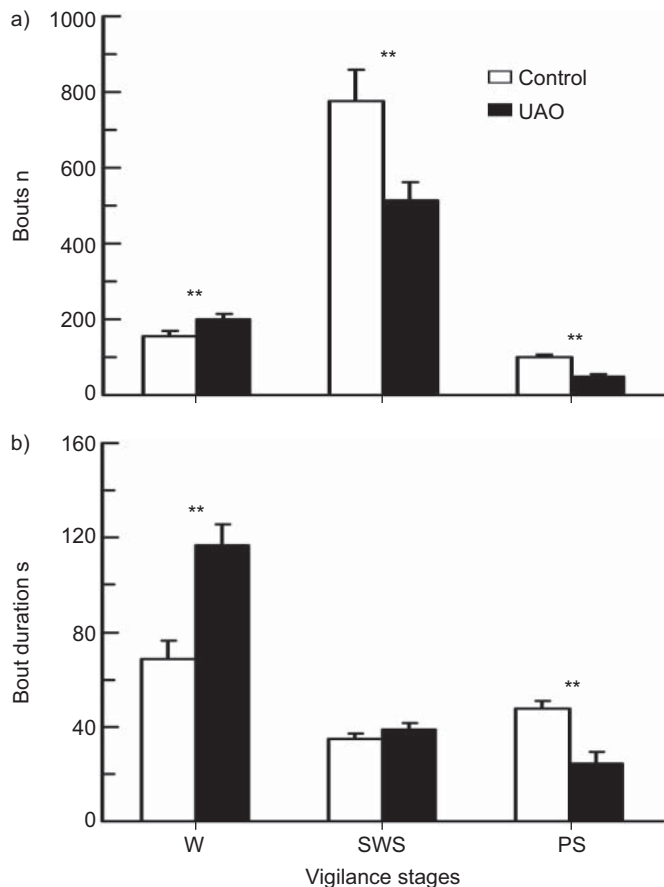 a)
1000
800
600
400
200
0
Bouts n
**
**
**
Control
UAO
b)
160
120
80
40
0
Bout duration s
**
**
W SWS PS
Vigilance stages